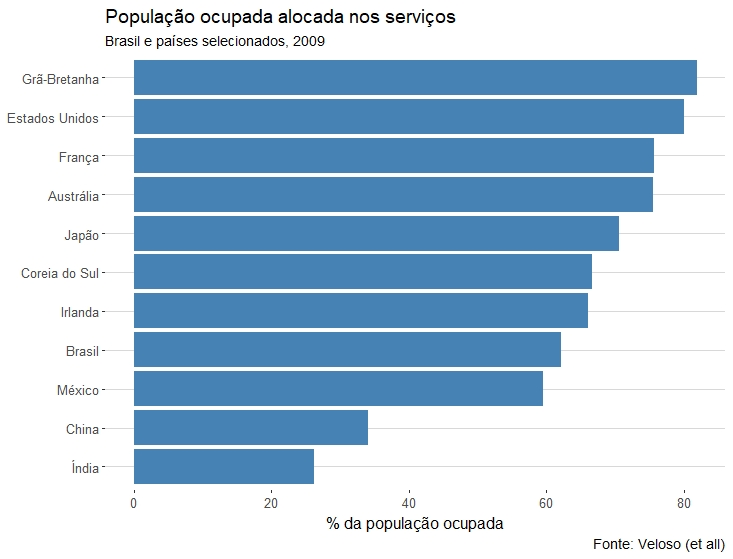 População ocupada alocada nos serviços
Brasil e países selecionados, 2009
Grã-Bretanha
Estados Unidos
França
Austrália
Japão
Coreia do Sul
Irlanda
Brasil
México
China
Índia
0 20 40 60 80
% da população ocupada
Fonte: Veloso (et all)